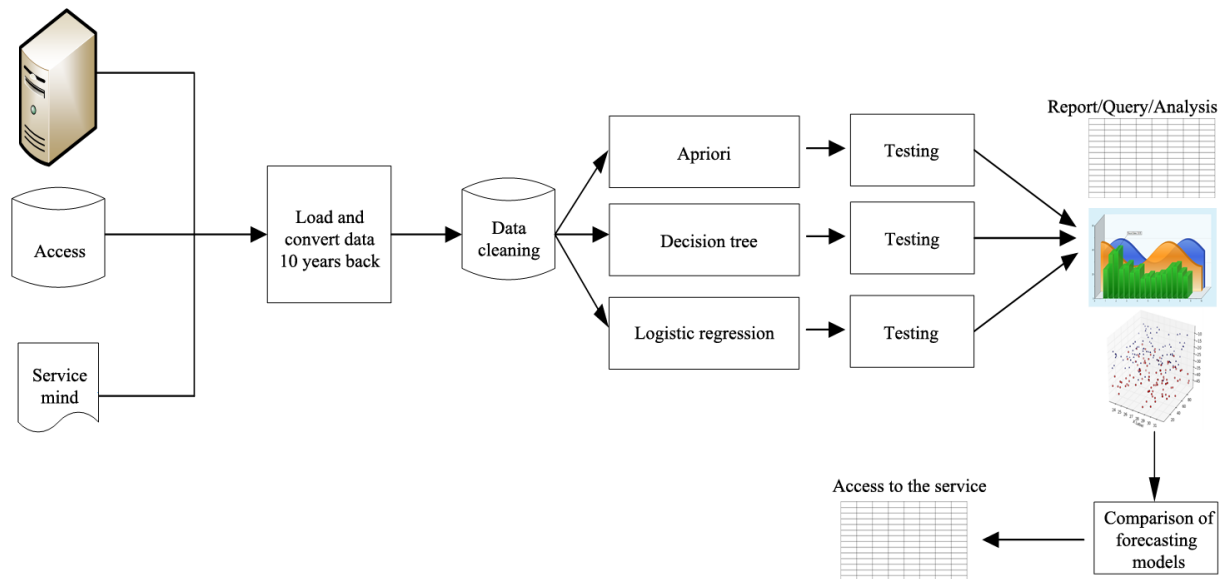 Access
Service
mind
Load and
convert data
10 years back
Data
cleaning
Apriori
Decision tree
Logistic regression
Testing
Testing
Testing
Report/Query/Analysis
Comparison of
forecasting
models
Access to the service